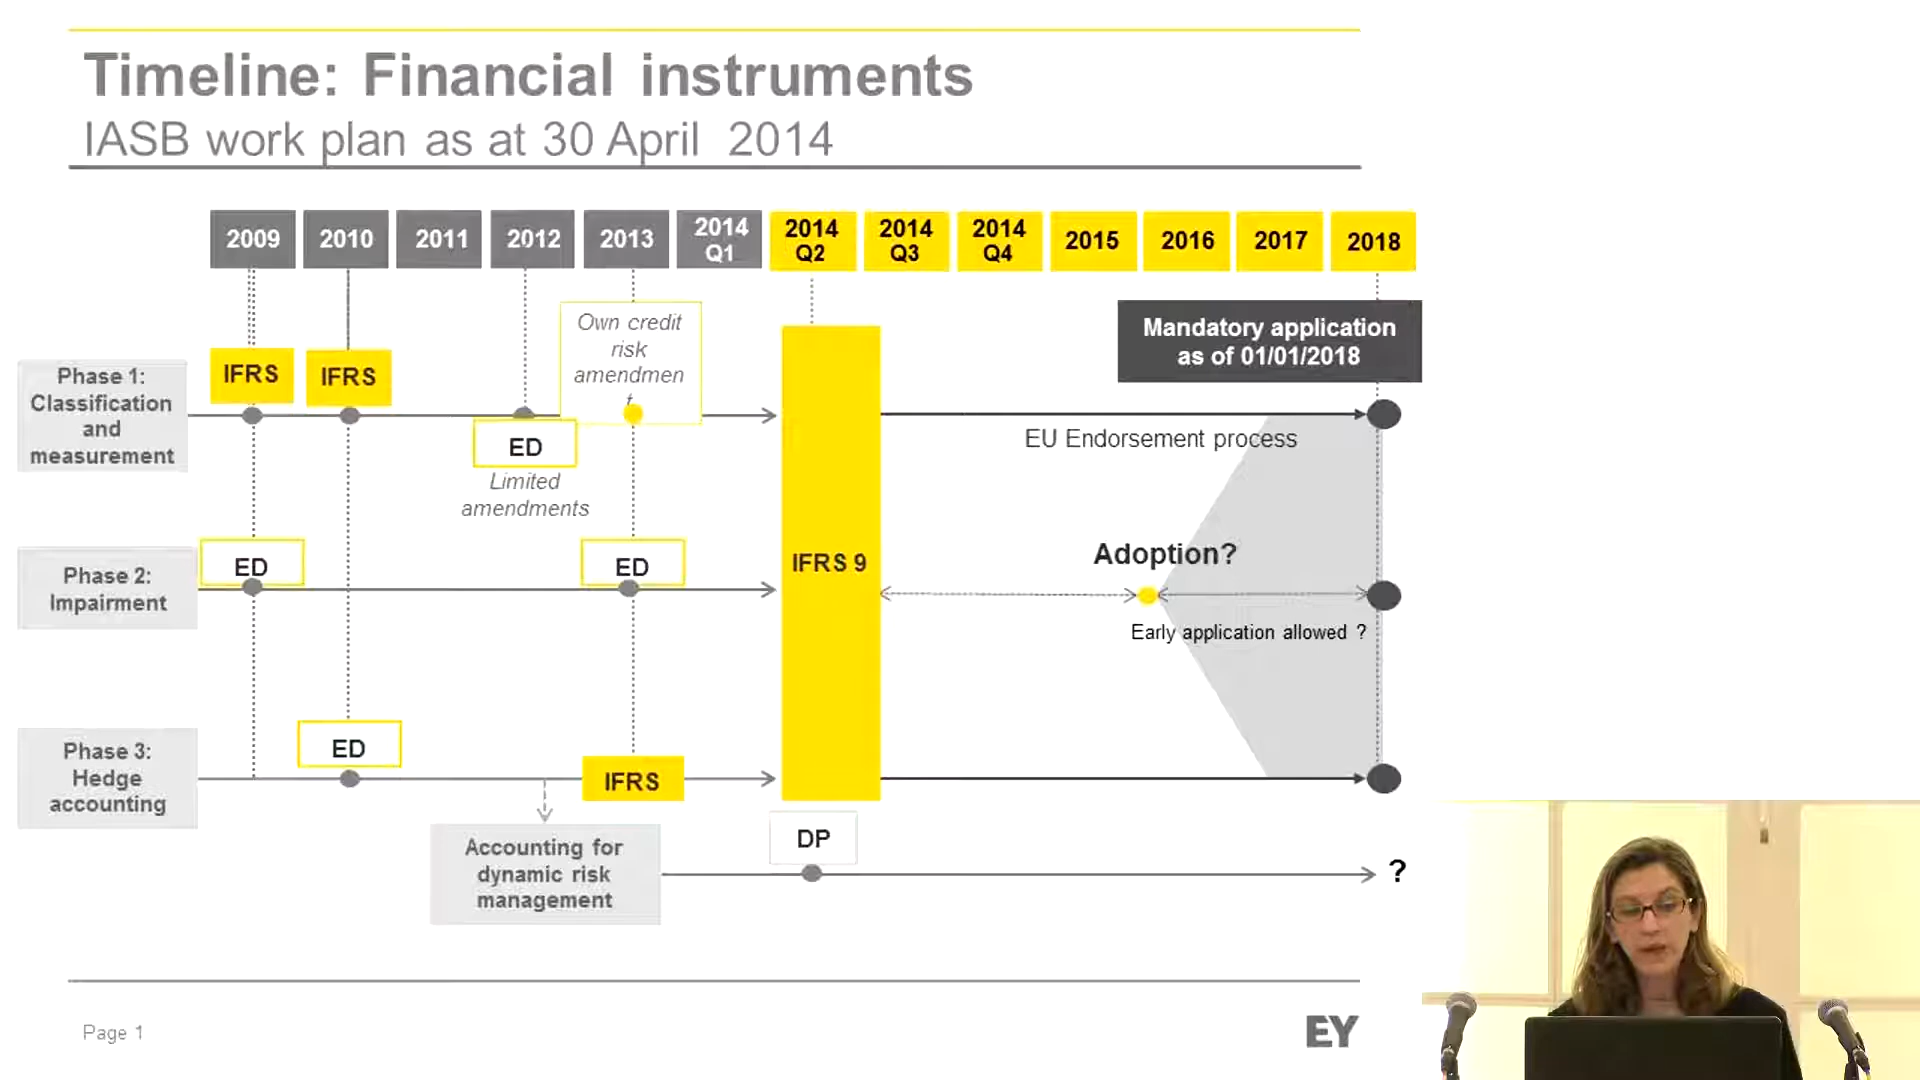 Timeline: Financial instruments
IASB work plan as at 30 April 2014
2009
2010
2011
2012
2013
2014
Q1
2014
Q2
2014
Q3
2014
Q4
2015
2016
2017
2018
Mandatory application
as of 01/01/2018
Own credit
risk
amendmen
t
Phase 1:
Classification
and
measurement
IFRS
IFRS
ED
Limited
amendments
EU Endorsement process
Phase 2:
Impairment
ED
ED
IFRS 9
Adoption?
Early application allowed ?
Phase 3:
Hedge
accounting
ED
IFRS
Accounting for
dynamic risk
management
DP
?
Page 1
EY